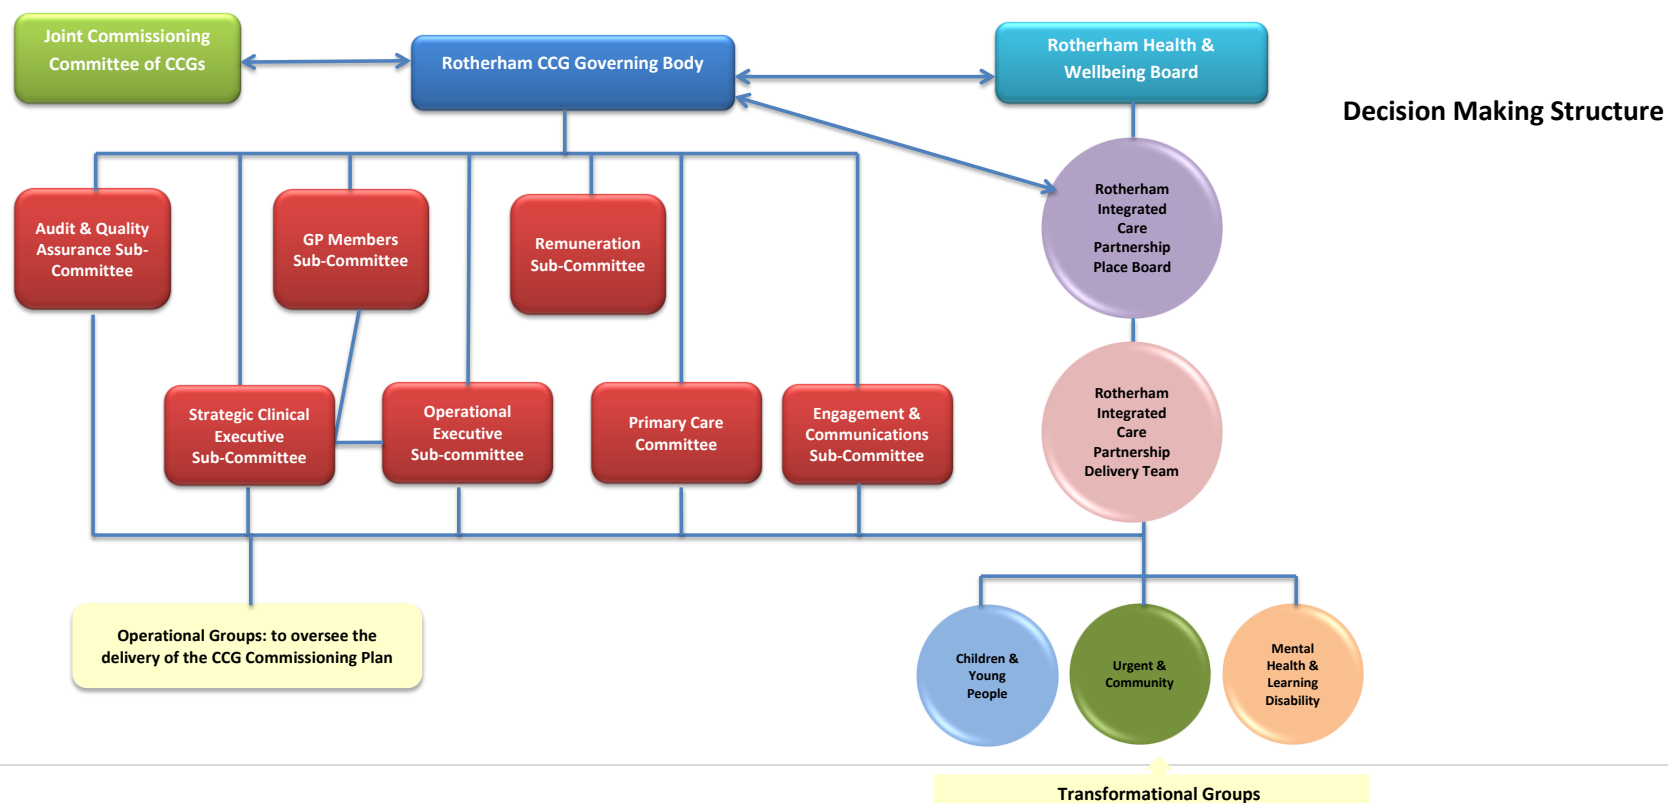 Joint Commissioning
Committee of CCGs
Rotherham CCG Governing Body
Rotherham Health &
Wellbeing Board
Decision Making Structure
Audit & Quality
Assurance Sub-
Committee
GP Members
Sub-Committee
Remuneration
Sub-Committee
Rotherham
Integrated
Care
Partnership
Place Board
Strategic Clinical
Executive
Sub-Committee
Operational
Executive
Sub-committee
Primary Care
Committee
Engagement &
Communications
Sub-Committee
Rotherham
Integrated
Care
Partnership
Delivery Team
Operational Groups: to oversee the
delivery of the CCG Commissioning Plan
Children &
Young
People
Urgent &
Community
Mental
Health &
Learning
Disability
Transformational Groups